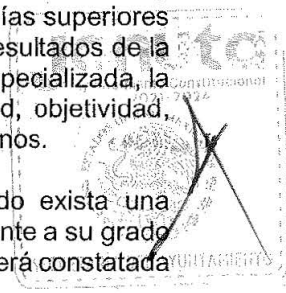 ías superiores
esultados de la
pecializada, la
d, objetividad,
nos.
do exista una
nte a su grado
erá constatada